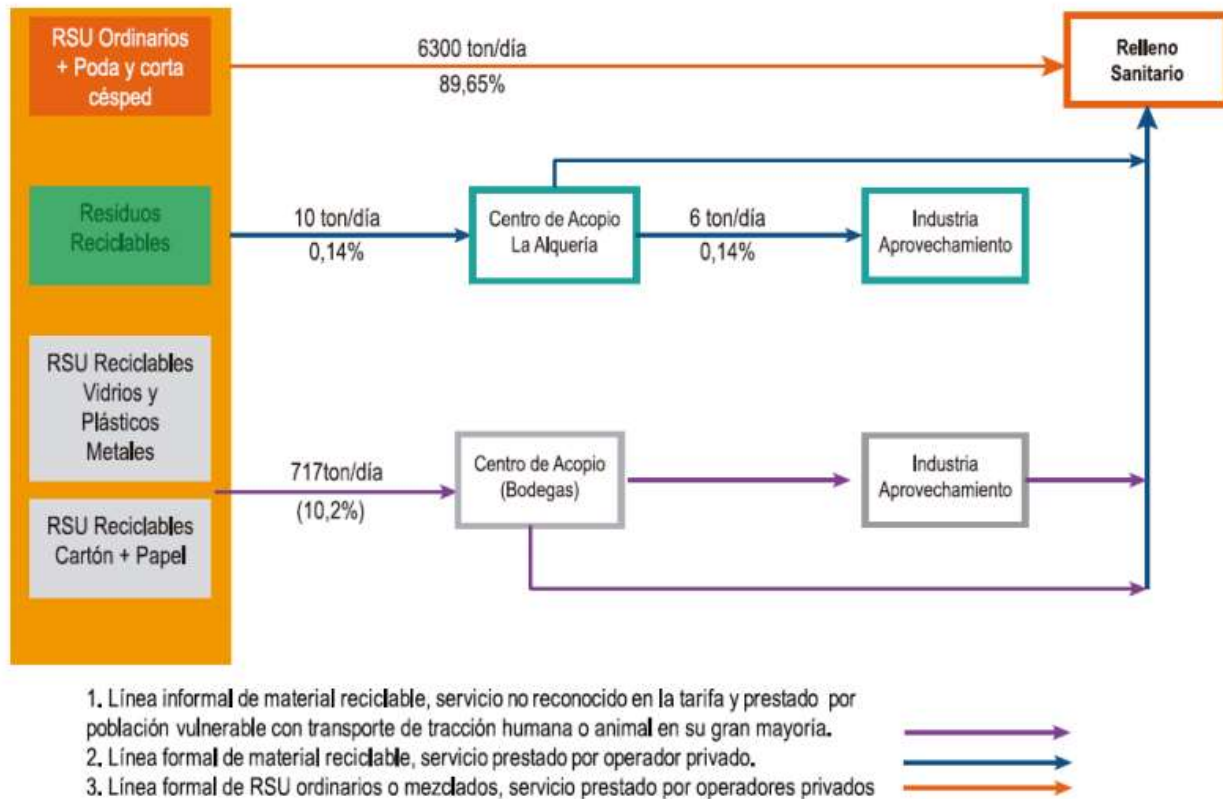 RSU Ordinarios
+ Poda y corta
césped
6300 ton/día
89,65%
Relleno
Sanitario
Resíduos
Reciclables
10 ton/día
0,14%
Centro de Acopio
La Alquería
6 ton/día
0,14%
Industria
Aprovechamiento
RSU Reciclables
Vidrios y
Plásticos
Metales
717ton/día
(10,2%)
Centro de Acopio
(Bodegas)
Industria
Aprovechamiento
RSU Reciclables
Cartón + Papel
1. Línea informal de material reciclable, servicio no reconocido en la tarifa y prestado por
población vulnerable con transporte de tracción humana o animal en su gran mayoría.
2. Línea formal de material reciclable, servicio prestado por operador privado.
3. Línea formal de RSU ordinarios o mezclados, servicio prestado por operadores privados